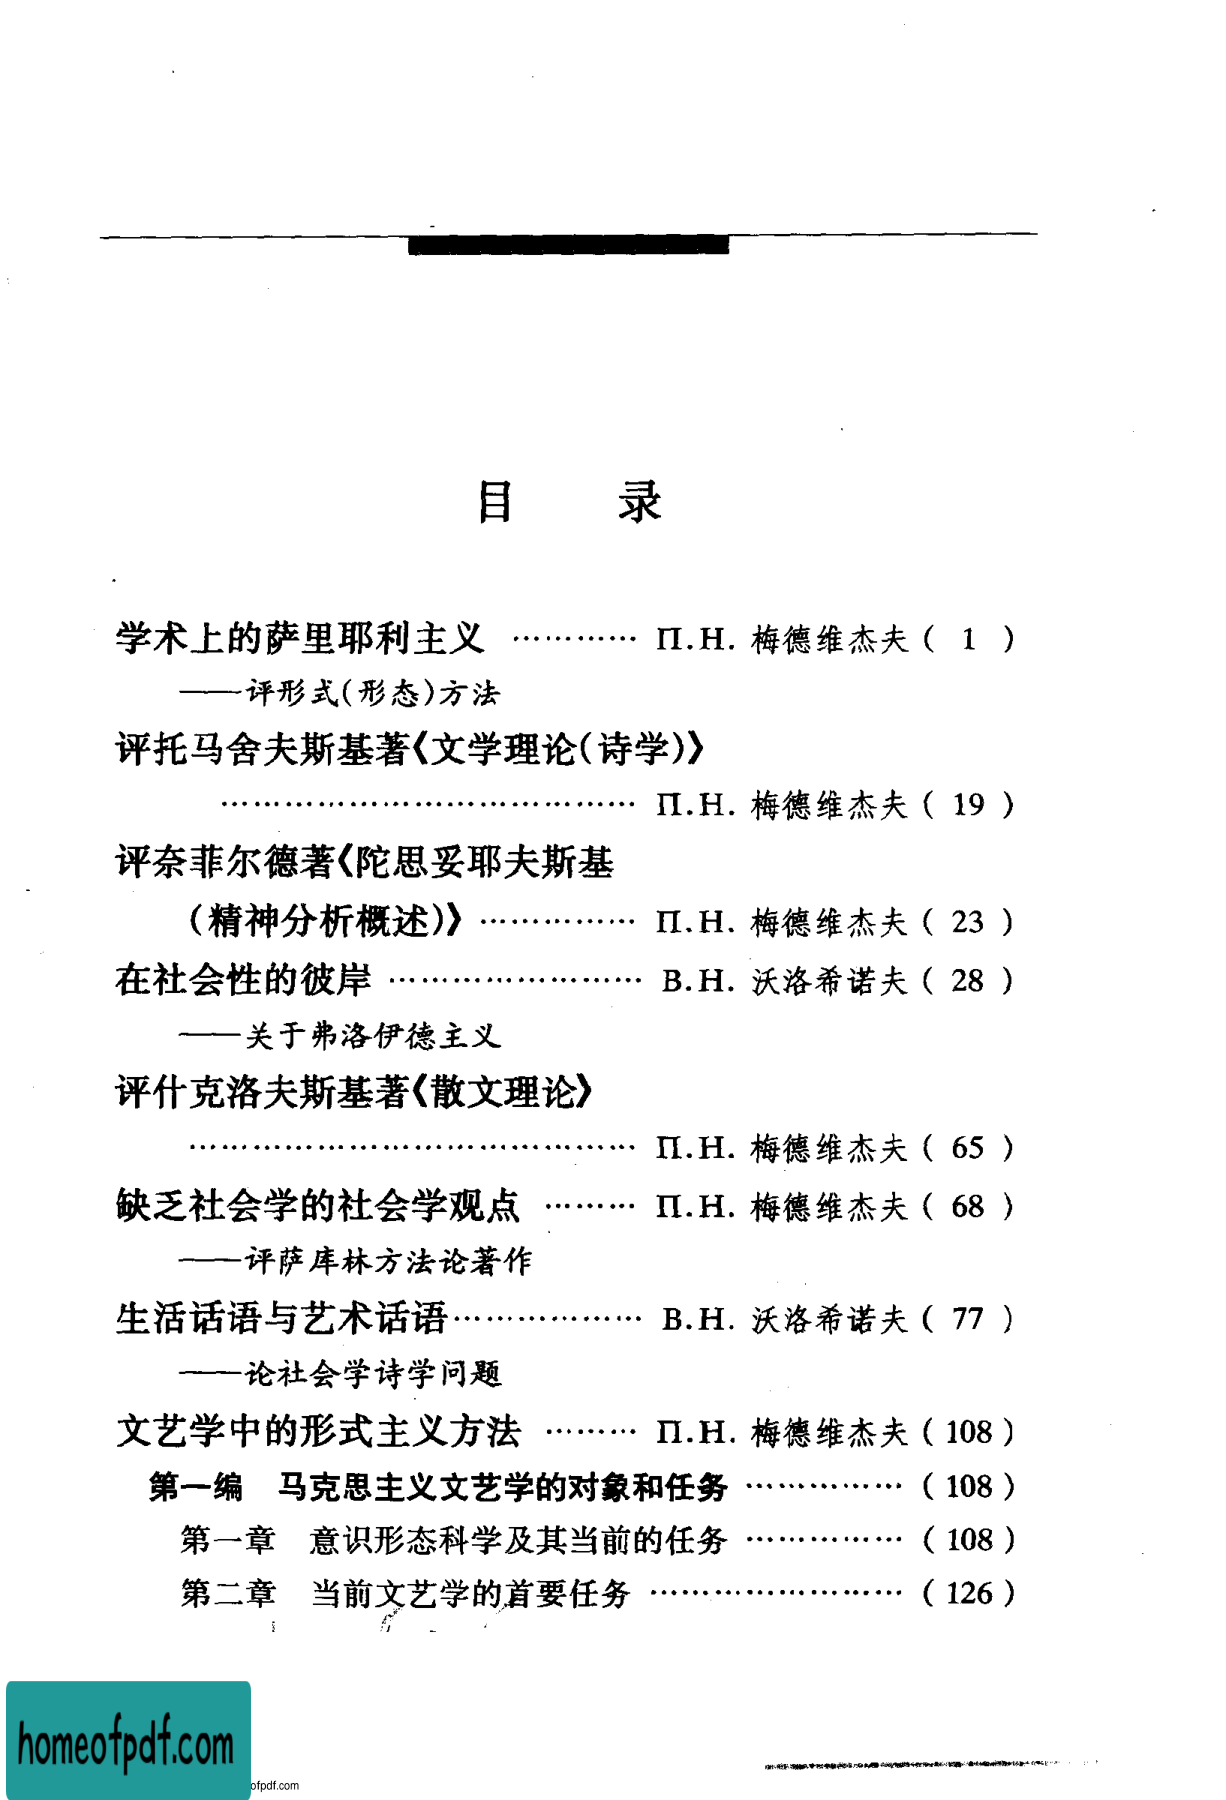 目 录
学术上的萨里耶利主义 ………… П.Н. 梅德维杰夫( 1 )
——评形式(形态)方法
评托马舍夫斯基著《文学理论(诗学)》
…………………………………… П.Н. 梅德维杰夫( 19 )
评奈菲尔德著《陀思妥耶夫斯基
(精神分析概述)》…………… П.Н. 梅德维杰夫( 23 )
在社会性的彼岸 …………………… В.Н. 沃洛希诺夫( 28 )
——关于弗洛伊德主义
评什克洛夫斯基著《散文理论》
……………………………………… П.Н. 梅德维杰夫( 65 )
缺乏社会学的社会学观点 ……… П.Н. 梅德维杰夫( 68 )
——评萨库林方法论著作
生活话语与艺术话语……………… В.Н. 沃洛希诺夫( 77 )
——论社会学诗学问题
文艺学中的形式主义方法 ……… П.Н. 梅德维杰夫(108)
第一编 马克思主义文艺学的对象和任务 …………… (108)
第一章 意识形态科学及其当前的任务 …………… (108)
第二章 当前文艺学的首要任务 …………………… (126)
homeofpdf.com
ofpdf.com